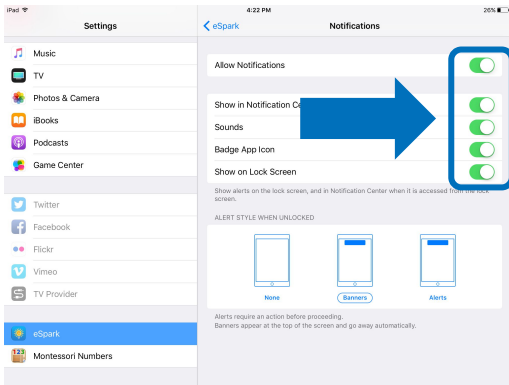 iPad
4:22 PM
26%
Settings
Music
TV
Photos & Camera
iBooks
Podcasts
Game Center
Twitter
Facebook
Flickr
Vimeo
TV Provider
eSpark
123
Montessori Numbers
eSpark
Notifications
Allow Notifications
Show in Notification Ce
Sounds
Badge App Icon
Show on Lock Screen
Show alerts on the lock screen, and in Notification Center when it is accessed from the lock
screen.
ALERT STYLE WHEN UNLOCKED
None
Banners
Alerts
Alerts require an action before proceeding.
Banners appear at the top of the screen and go away automatically.